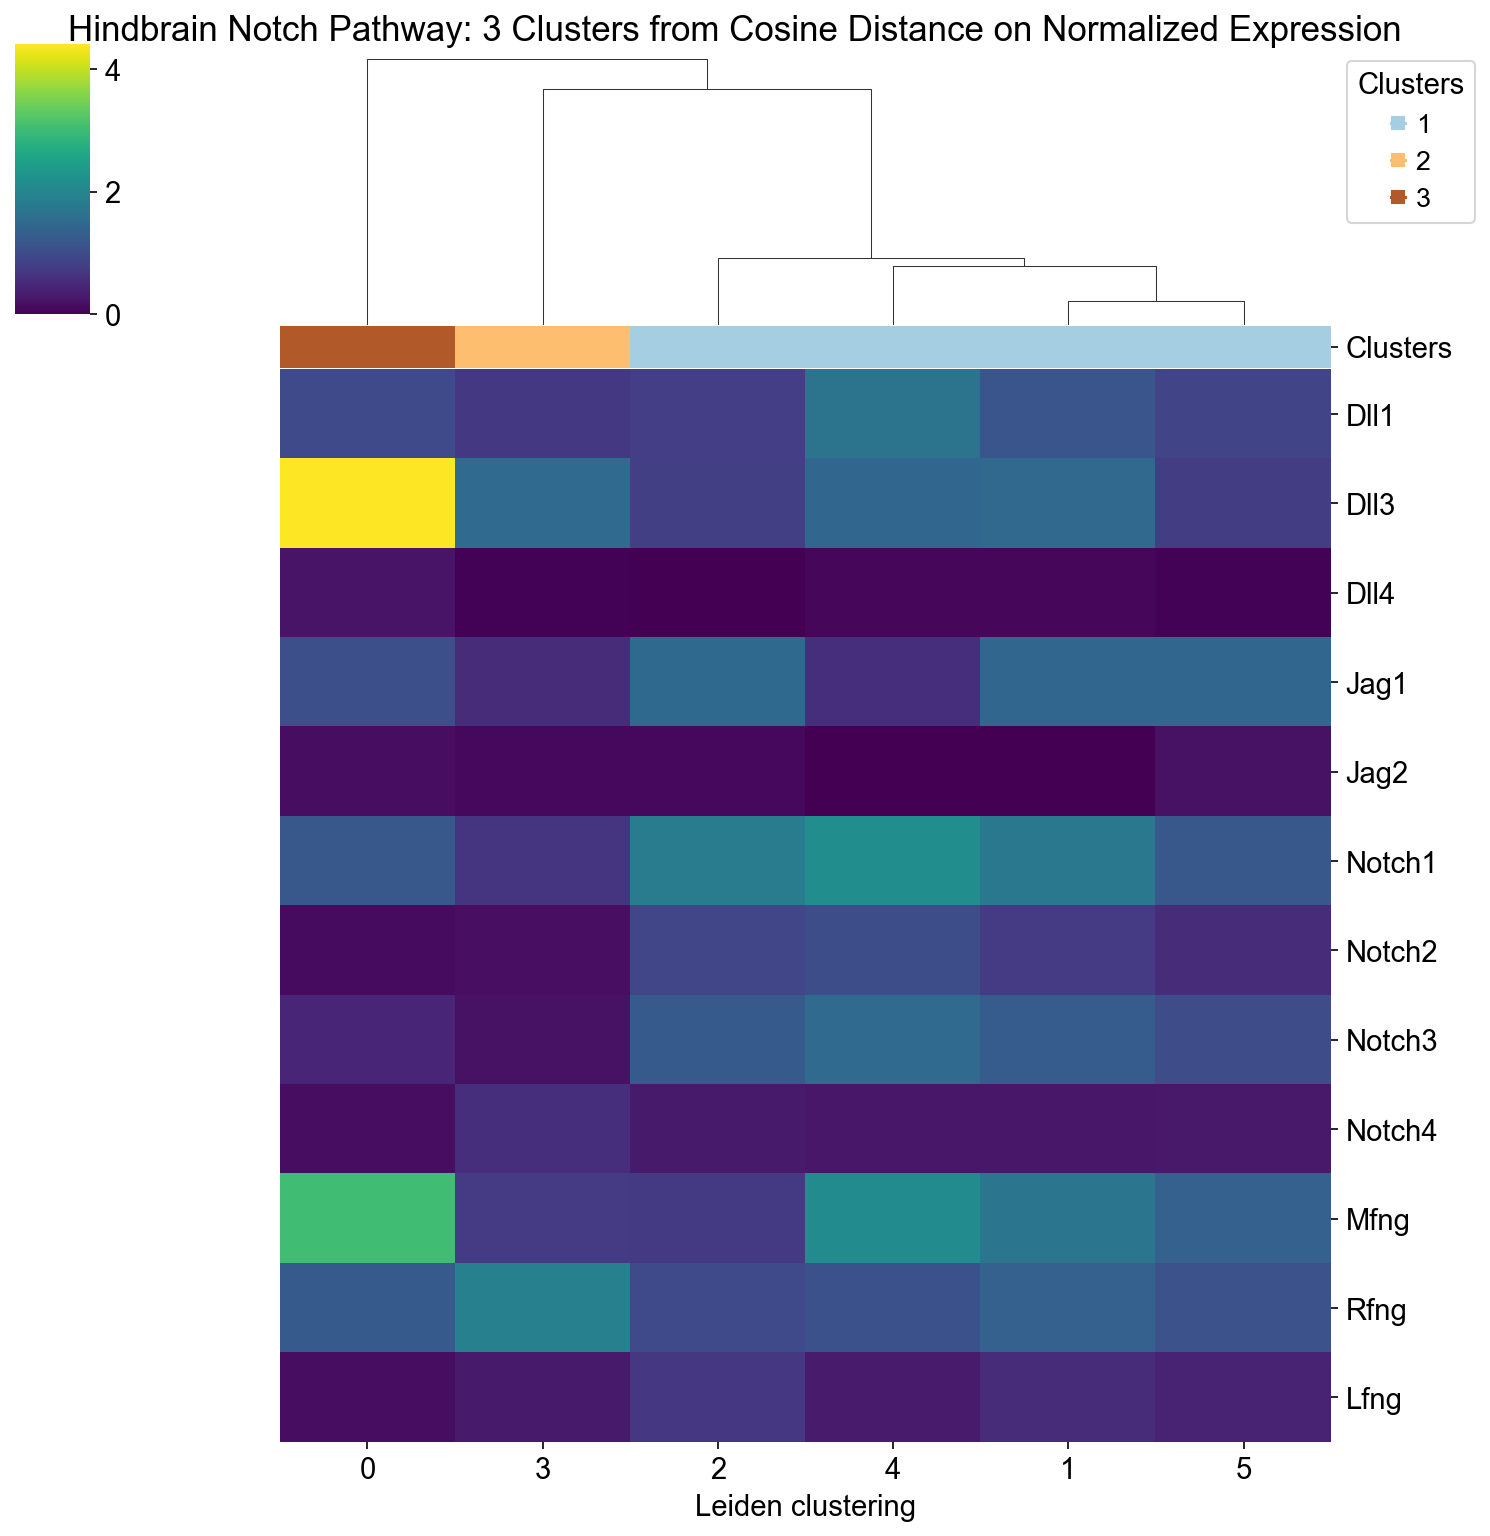 Hindbrain Notch Pathway: 3 Clusters from Cosine Distance on Normalized Expression
4
2
0
Clusters
1
2
3
Clusters
Dll1
Dll3
Dll4
Jag1
Jag2
Notch1
Notch2
Notch3
Notch4
Mfng
Rfng
Lfng
0 3 2 4 1 5
Leiden clustering